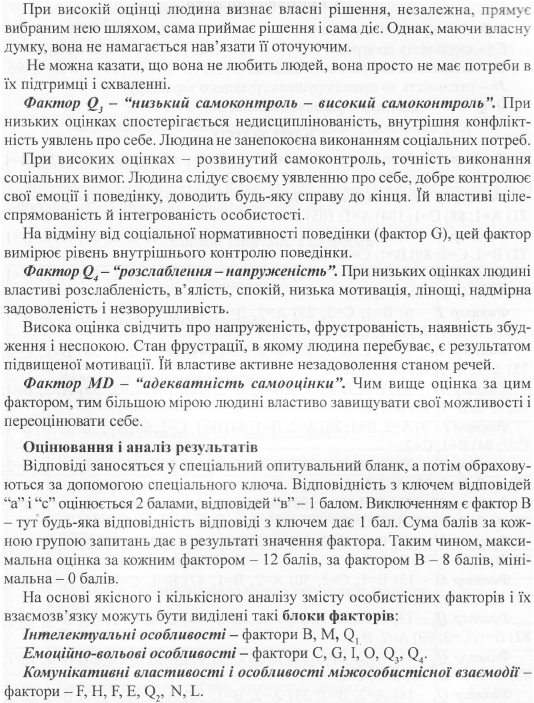 При високій оцінці людина визнає власні рішення, незалежна, прямує
вибраним нею шляхом, сама приймає рішення і сама діє. Однак, маючи власну
думку, вона не намагається нав’язати її оточуючим.
Не можна казати, що вона не любить людей, вона просто не має потреби в
їх підтримці і схваленні.
Фактор Q3 – “низький самоконтроль – високий самоконтроль”. При
низьких оцінках спостерігається недисциплінованість, внутрішня конфлікт-
ність уявлень про себе. Людина не занепокоєна виконанням соціальних потреб.
При високих оцінках – розвинутий самоконтроль, точність виконання
соціальних вимог. Людина слідує своєму уявленню про себе, добре контролює
свої емоції і поведінку, доводить будь-яку справу до кінця. Їй властиві ціле-
спрямованість й інтегрованість особистості.
На відміну від соціальної нормативності поведінки (фактор G), цей фактор
вимірює рівень внутрішнього контролю поведінки.
Фактор Q4 – “розслаблення – напруженість”. При низьких оцінках людині
властиві розслабленість, в’ялість, спокій, низька мотивація, лінощі, надмірна
задоволеність і незворушливість.
Висока оцінка свідчить про напруженість, фрустрованість, наявність збуд-
ження і неспокою. Стан фрустрації, в якому людина перебуває, є результатом
підвищеної мотивації. Їй властиве активне незадоволення станом речей.
Фактор MD – “адекватність самооцінки”. Чим вище оцінка за цим
фактором, тим більшою мірою людині властиво завищувати свої можливості і
переоцінювати себе.
Оцінювання і аналіз результатів
Відповіді заносяться у спеціальний опитувальний бланк, а потім обрахову-
ються за допомогою спеціального ключа. Відповідність з ключем відповідей
“а” і “с” оцінюється 2 балами, відповідей “в” – 1 балом. Виключенням є фактор В
– тут будь-яка відповідність відповіді з ключем дає 1 бал. Сума балів за кож-
ною групою запитань дає в результаті значення фактора. Таким чином, макси-
мальна оцінка за кожним фактором – 12 балів, за фактором В – 8 балів, міні-
мальна – 0 балів.
На основі якісного і кількісного аналізу змісту особистісних факторів і їх
взаємозв’язку можуть бути виділені такі блоки факторів:
Інтелектуальні особливості – фактори B, M, Q1.
Емоційно-вольові особливості – фактори C, G, I, O, Q3, Q4.
Комунікативні властивості і особливості міжособистісної взаємодії –
фактори – F, H, F, E, Q2, N, L.